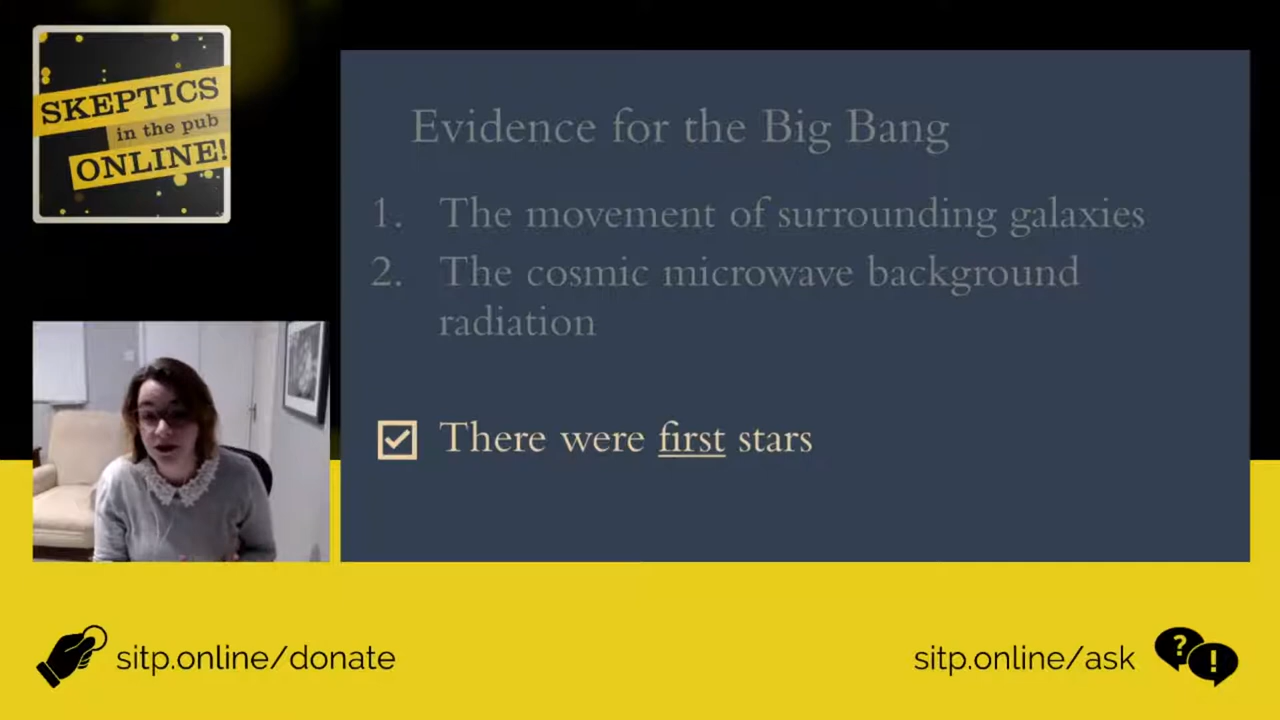 SKEPTICS
in the pub
ONLINE!
Evidence for the Big Bang
1. The movement of surrounding galaxies
2. The cosmic microwave background
radiation
There were first stars
sitp.online/donate
sitp.online/ask
?
!